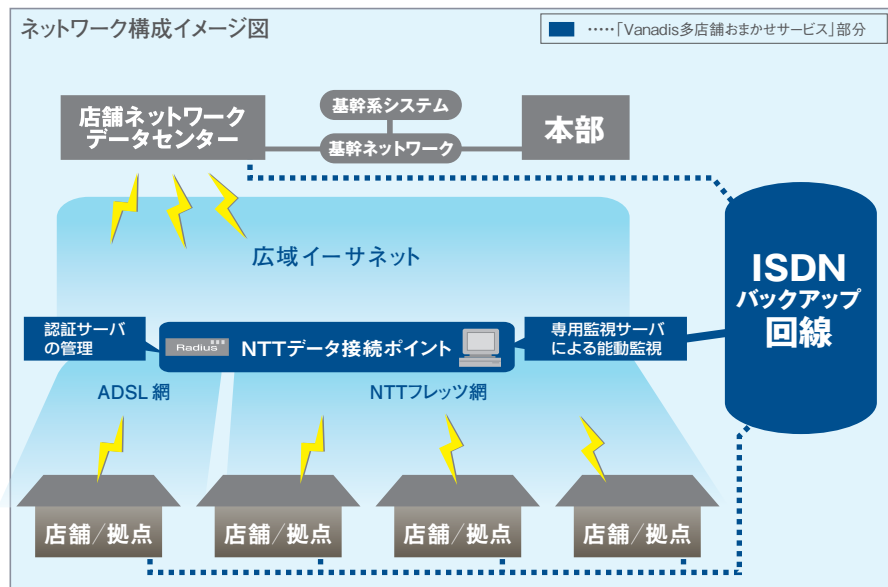 ネットワーク構成イメージ図
……「Vanadis多店舗おまかせサービス」部分
店舗ネットワーク
データセンター
基幹系システム
基幹ネットワーク
本部
広域イーサネット
ISDN
バックアップ
回線
認証サーバ
の管理
Radius
NTTデータ接続ポイント
専用監視サーバ
による能動監視
ADSL網
NTTフレッツ網
店舗/拠点
店舗/拠点
店舗/拠点
店舗/拠点